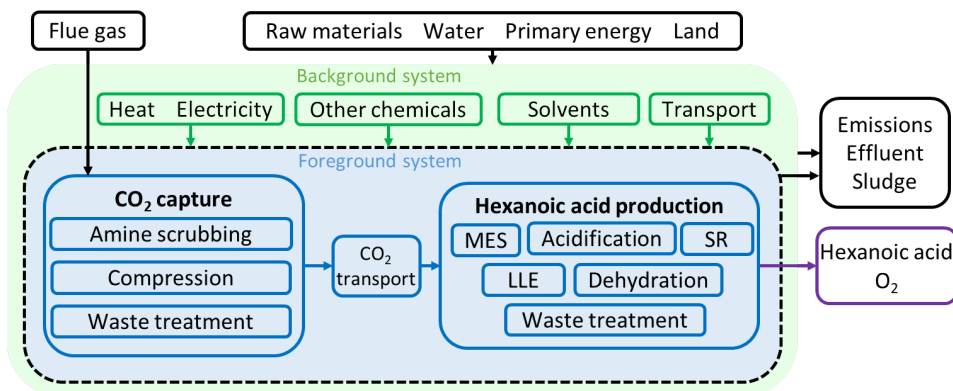 Flue gas
Raw materials Water Primary energy Land
Background system
Heat Electricity
Other chemicals
Solvents
Transport
Foreground system
CO₂ capture
Amine scrubbing
Compression
Waste treatment
CO₂
transport
Hexanoic acid production
MES
Acidification
SR
LLE
Dehydration
Waste treatment
Emissions
Effluent
Sludge
Hexanoic acid
O₂